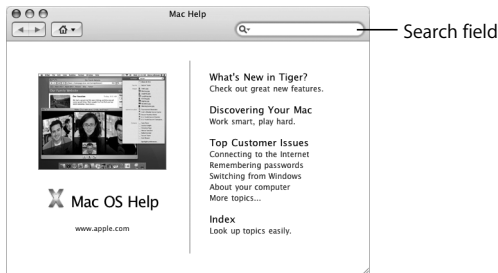 Mac Help
Search field
What's New in Tiger?
Check out great new features.
Discovering Your Mac
Work smart, play hard.
Top Customer Issues
Connecting to the Internet
Remembering passwords
Switching from Windows
About your computer
More topics...
Index
Look up topics easily.
Mac OS Help
www.apple.com